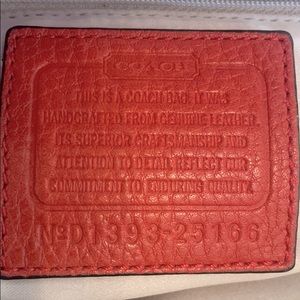 COACH
THIS IS A COACH BAG. IT WAS
HANDCRAFTED FROM GENUINE LEATHER.
ITS SUPERIOR CRAFTSMANSHIP AND
ATTENTION TO DETAIL REFLECT OUR
COMMITMENT TO ENDURING QUALITY.
Nº D1393-25166